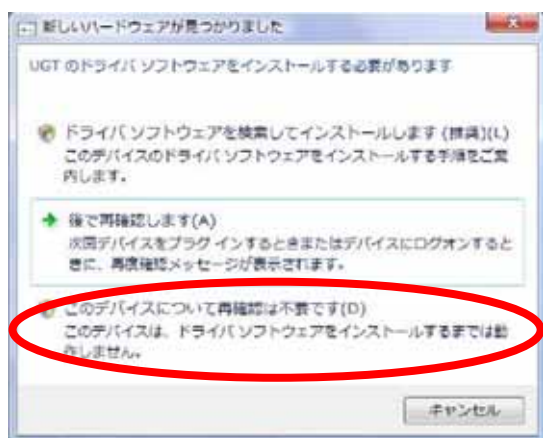 新しいハードウェアが見つかりました
UGT のドライバ ソフトウェアをインストールする必要があります
ドライバ ソフトウェアを検索してインストールします (推奨)(L)
このデバイスのドライバ ソフトウェアをインストールする手順をご案
内します。
後で再確認します(A)
次回デバイスをプラグ インするときまたはデバイスにログオンすると
きに、再度確認メッセージが表示されます。
このデバイスについて再確認は不要です(D)
このデバイスは、ドライバ ソフトウェアをインストールするまでは動
作しません。
キャンセル